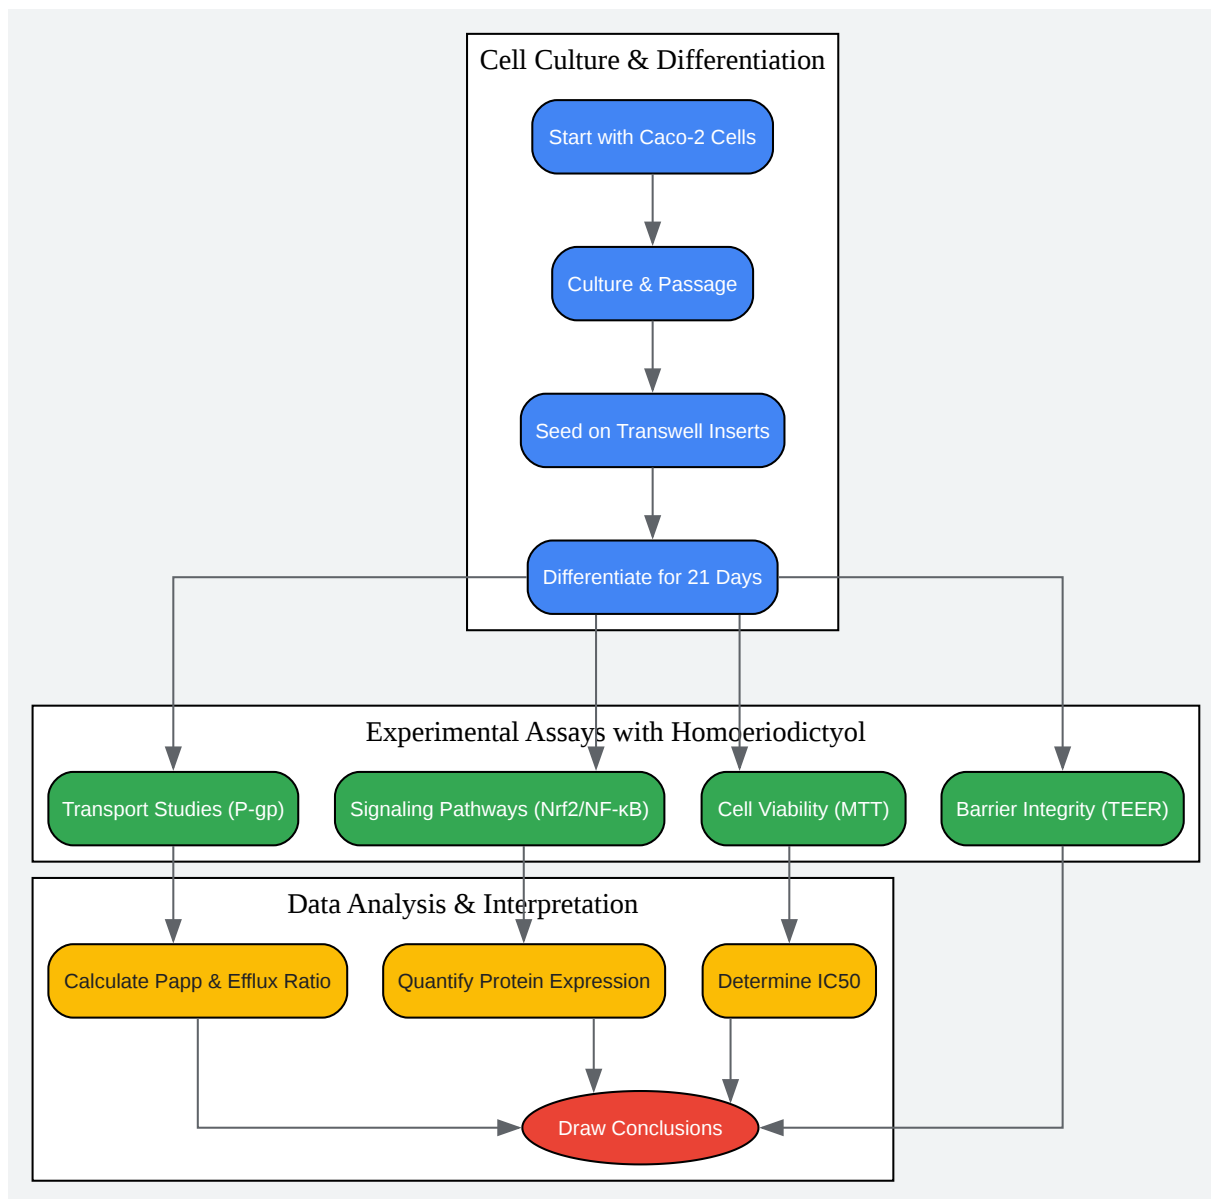 Cell Culture & Differentiation
Start with Caco-2 Cells
Culture & Passage
Seed on Transwell Inserts
Differentiate for 21 Days
Experimental Assays with Homoeriodictyol
Transport Studies (P-gp)
Signaling Pathways (Nrf2/NF-κB)
Cell Viability (MTT)
Barrier Integrity (TEER)
Data Analysis & Interpretation
Calculate Papp & Efflux Ratio
Quantify Protein Expression
Determine IC50
Draw Conclusions